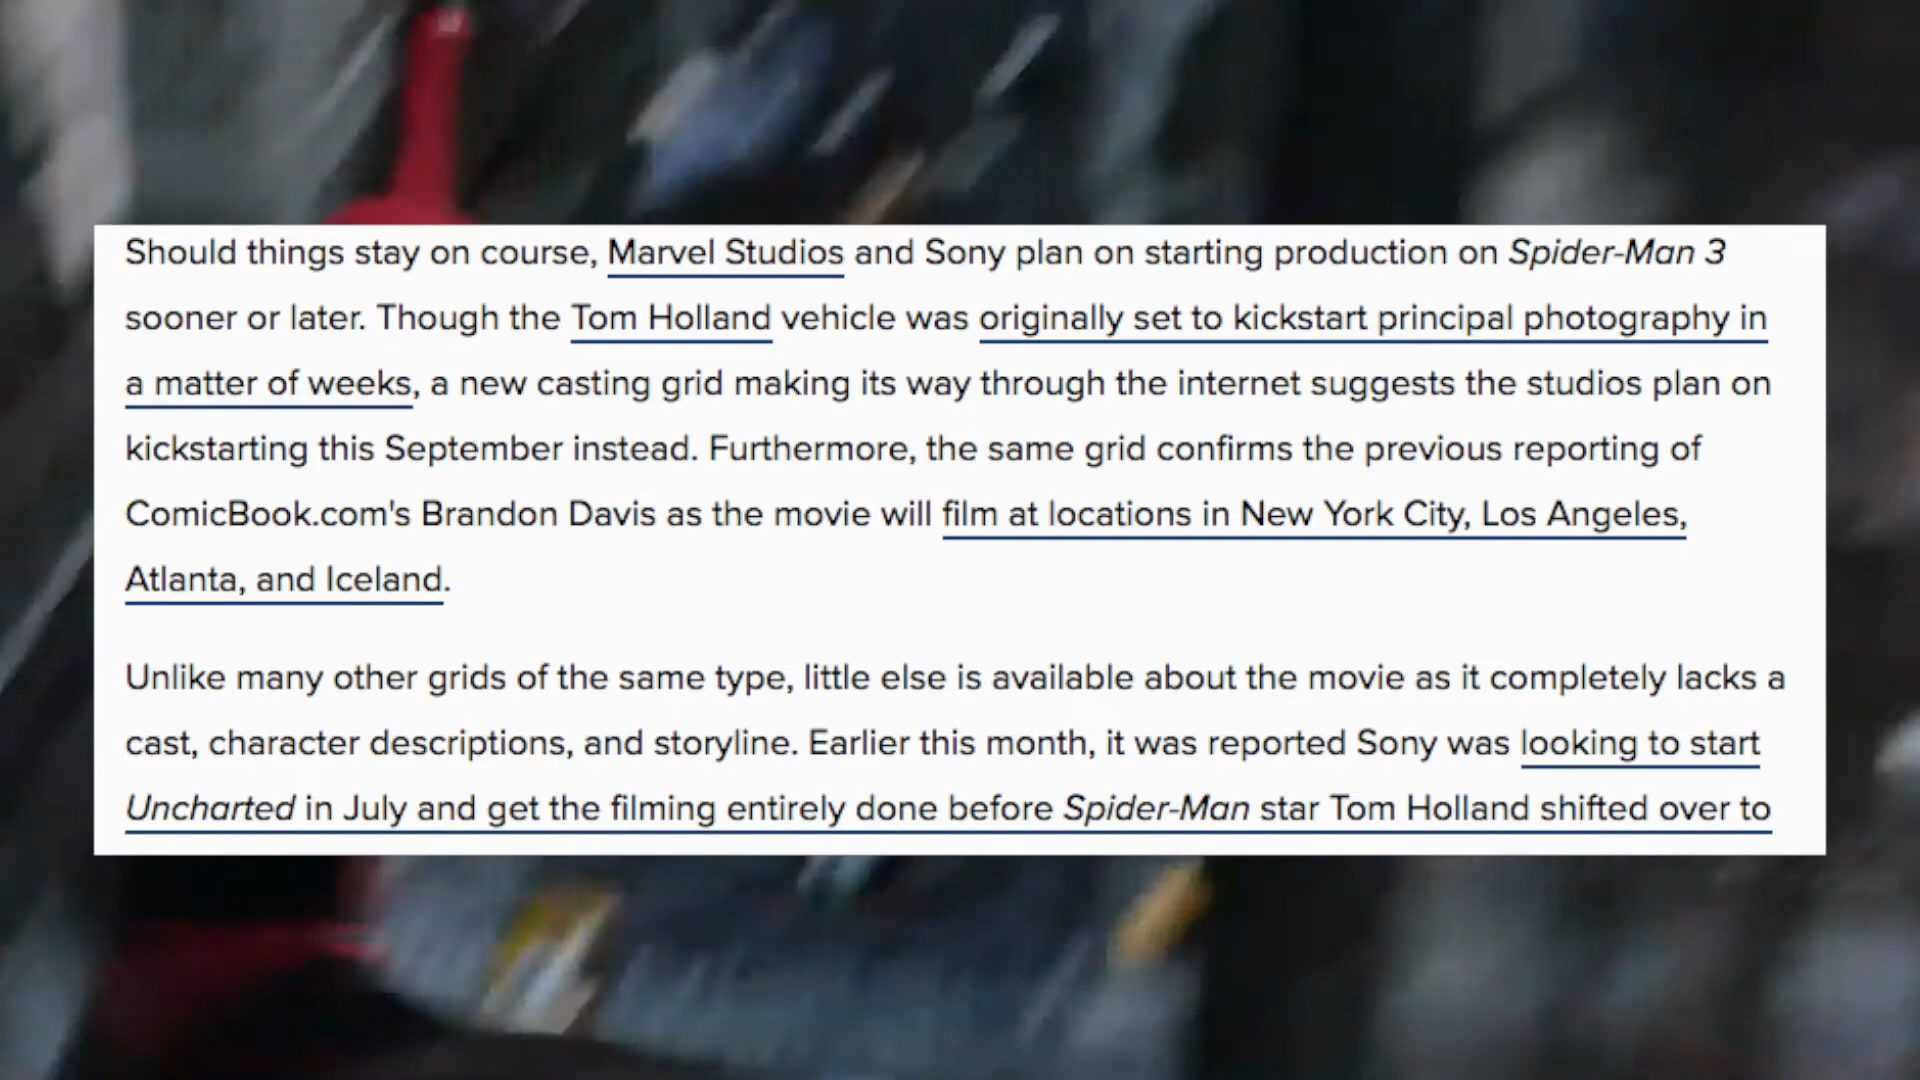 Should things stay on course, Marvel Studios and Sony plan on starting production on Spider-Man 3
sooner or later. Though the Tom Holland vehicle was originally set to kickstart principal photography in
a matter of weeks, a new casting grid making its way through the internet suggests the studios plan on
kickstarting this September instead. Furthermore, the same grid confirms the previous reporting of
ComicBook.com's Brandon Davis as the movie will film at locations in New York City, Los Angeles,
Atlanta, and Iceland.
Unlike many other grids of the same type, little else is available about the movie as it completely lacks a
cast, character descriptions, and storyline. Earlier this month, it was reported Sony was looking to start
Uncharted in July and get the filming entirely done before Spider-Man star Tom Holland shifted over to